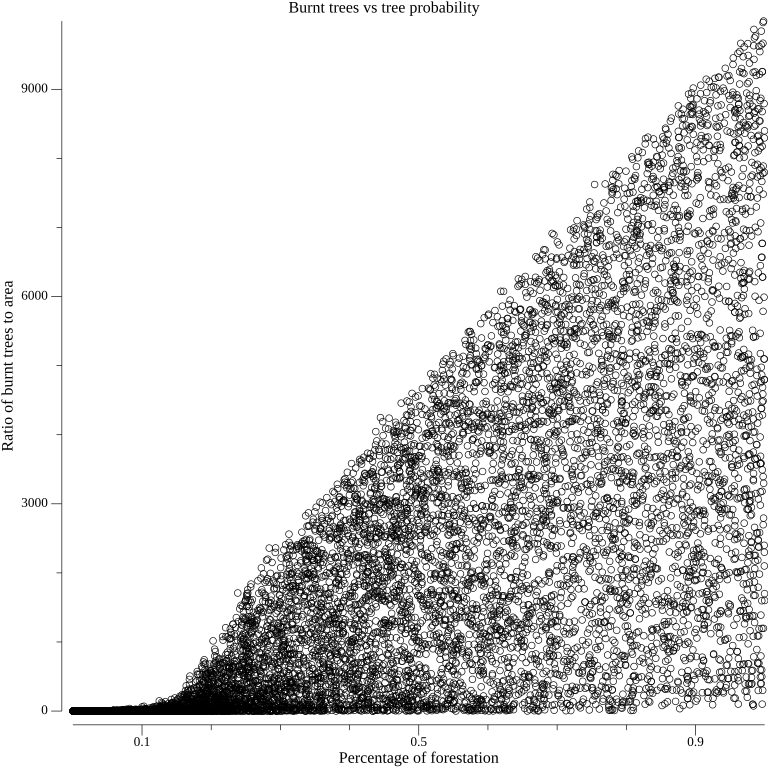 Burnt trees vs tree probability
Ratio of burnt trees to area
9000
6000
3000
0
0.1
0.5
0.9
Percentage of forestation